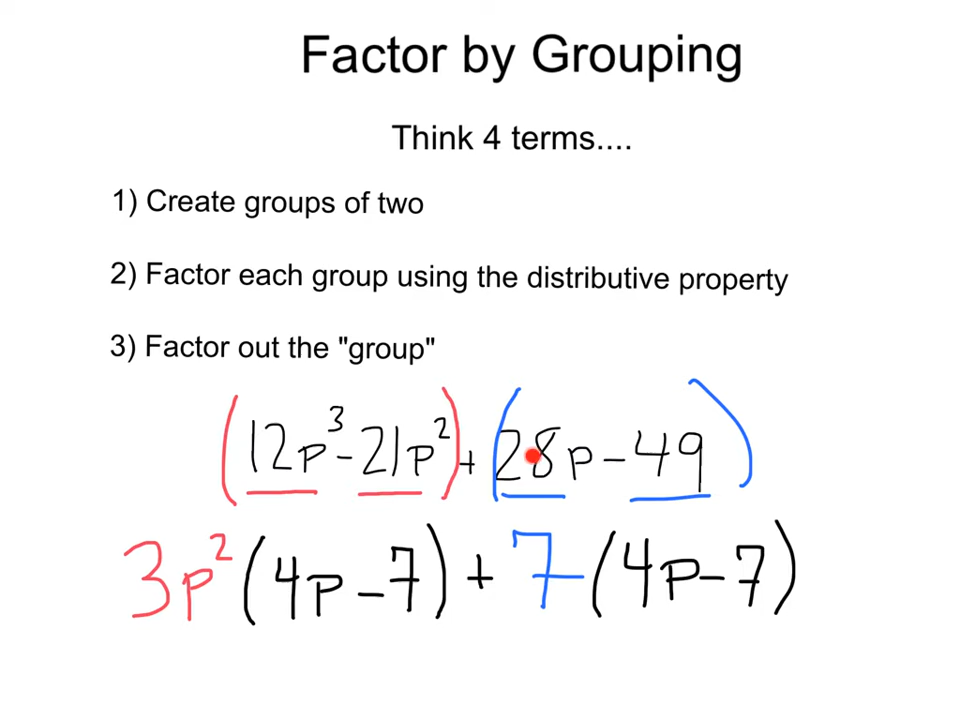 Factor by Grouping
Think 4 terms....
1) Create groups of two
2) Factor each group using the distributive property
3) Factor out the "group"
(12p³-21p²)+(28p-49)
3p²(4p-7)+7(4p-7)